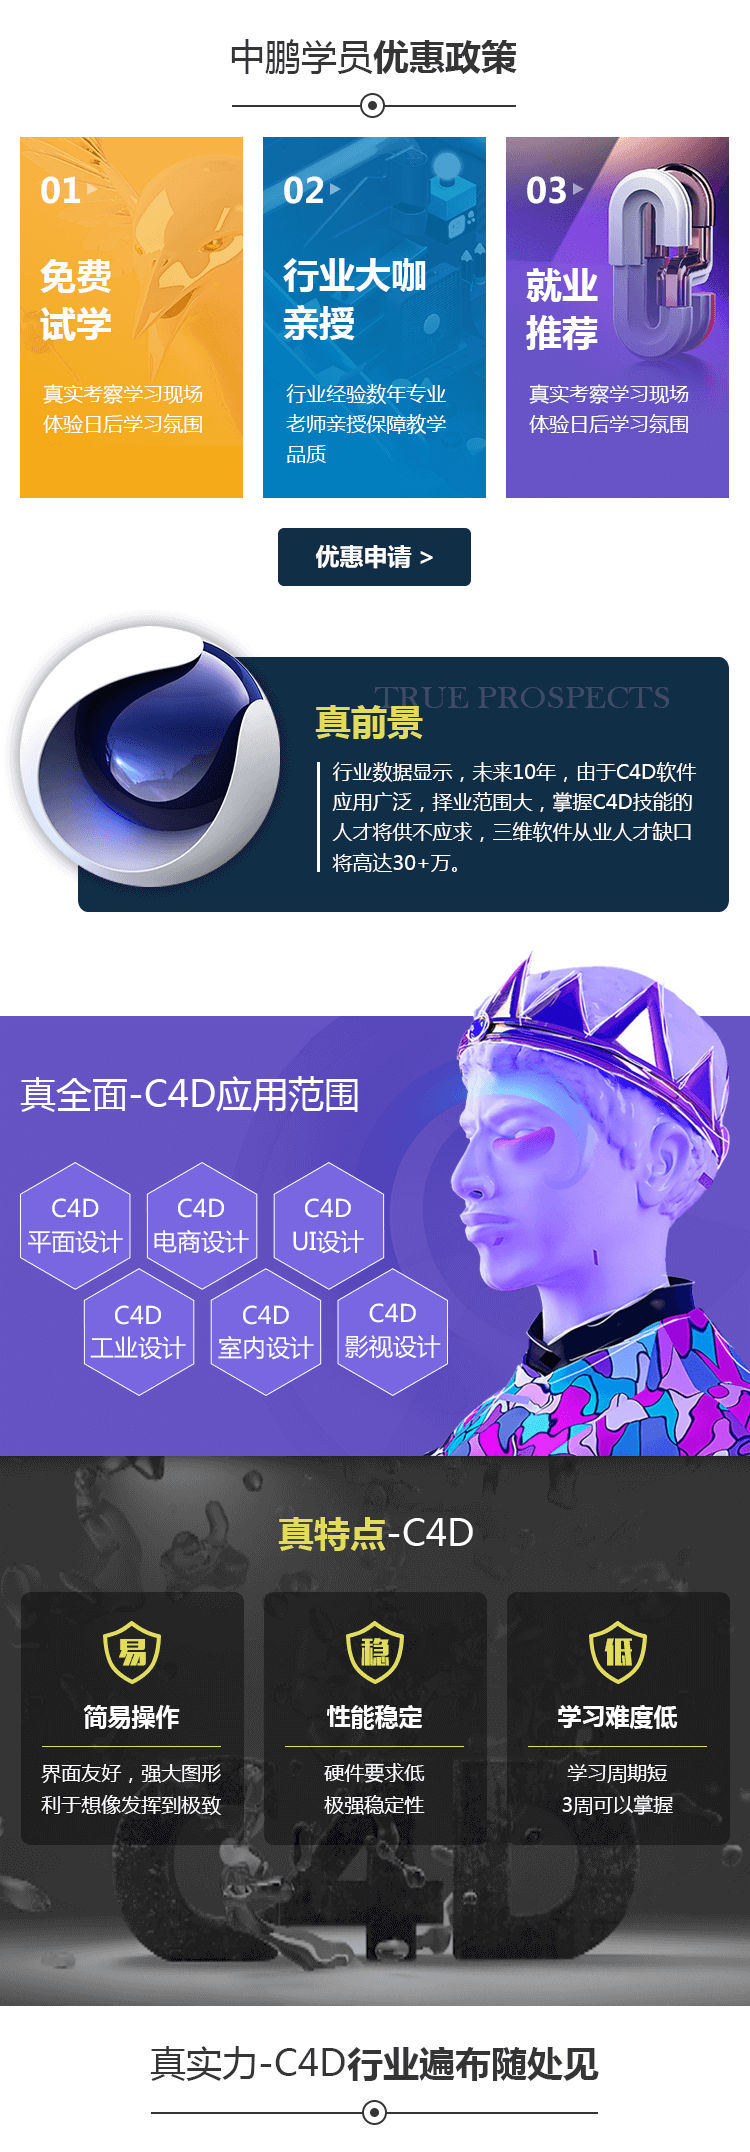 中鹏学员优惠政策
01
免费
试学
真实考察学习现场
体验日后学习氛围
02
行业大咖
亲授
行业经验数年专业
老师亲授保障教学
品质
03
就业
推荐
真实考察学习现场
体验日后学习氛围
优惠申请 >
TRUE PROSPECTS
真前景
行业数据显示，未来10年，由于C4D软件
应用广泛，择业范围大，掌握C4D技能的
人才将供不应求，三维软件从业人才缺口
将高达30+万。
真全面-C4D应用范围
C4D
平面设计
C4D
电商设计
C4D
UI设计
C4D
工业设计
C4D
室内设计
C4D
影视设计
真特点-C4D
易
简易操作
界面友好，强大图形
利于想像发挥到极致
稳
性能稳定
硬件要求低
极强稳定性
低
学习难度低
学习周期短
3周可以掌握
C4D
真实力-C4D行业遍布随处见